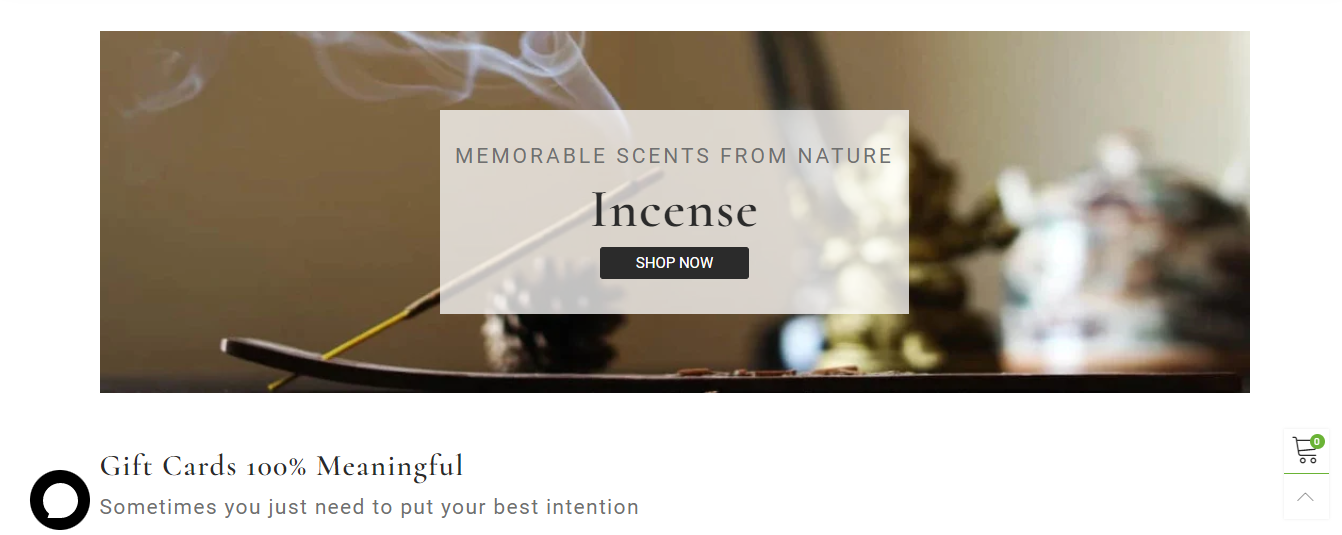 MEMORABLE SCENTS FROM NATURE
Incense
SHOP NOW
0
Gift Cards 100% Meaningful
Sometimes you just need to put your best intention